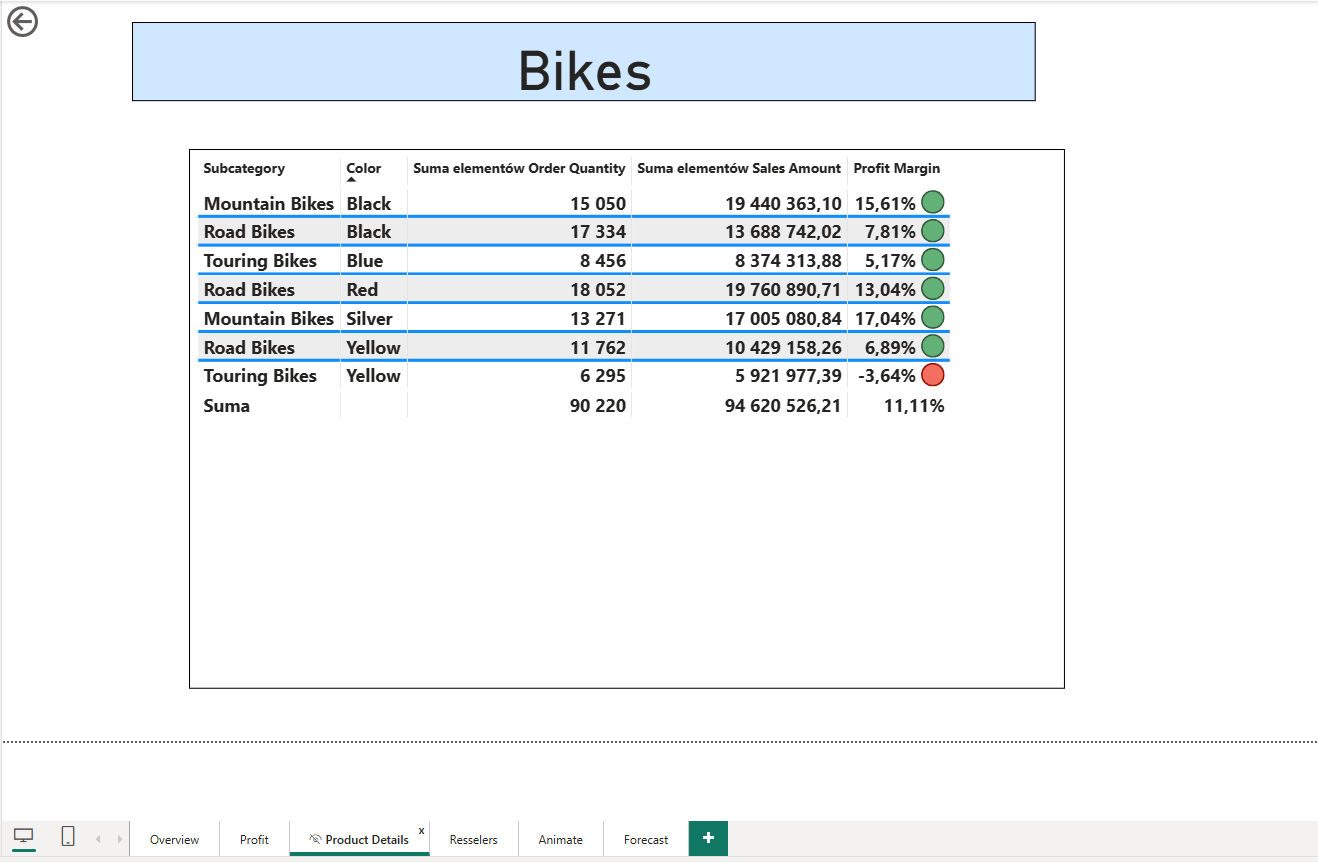 Bikes
Subcategory Color Suma elementów Order Quantity Suma elementów Sales Amount Profit Margin
Mountain Bikes Black 15 050 19 440 363,10 15,61%
Road Bikes Black 17 334 13 688 742,02 7,81%
Touring Bikes Blue 8 456 8 374 313,88 5,17%
Road Bikes Red 18 052 19 760 890,71 13,04%
Mountain Bikes Silver 13 271 17 005 080,84 17,04%
Road Bikes Yellow 11 762 10 429 158,26 6,89%
Touring Bikes Yellow 6 295 5 921 977,39 -3,64%
Suma 90 220 94 620 526,21 11,11%
Overview Profit Product Details x Resselers Animate Forecast +